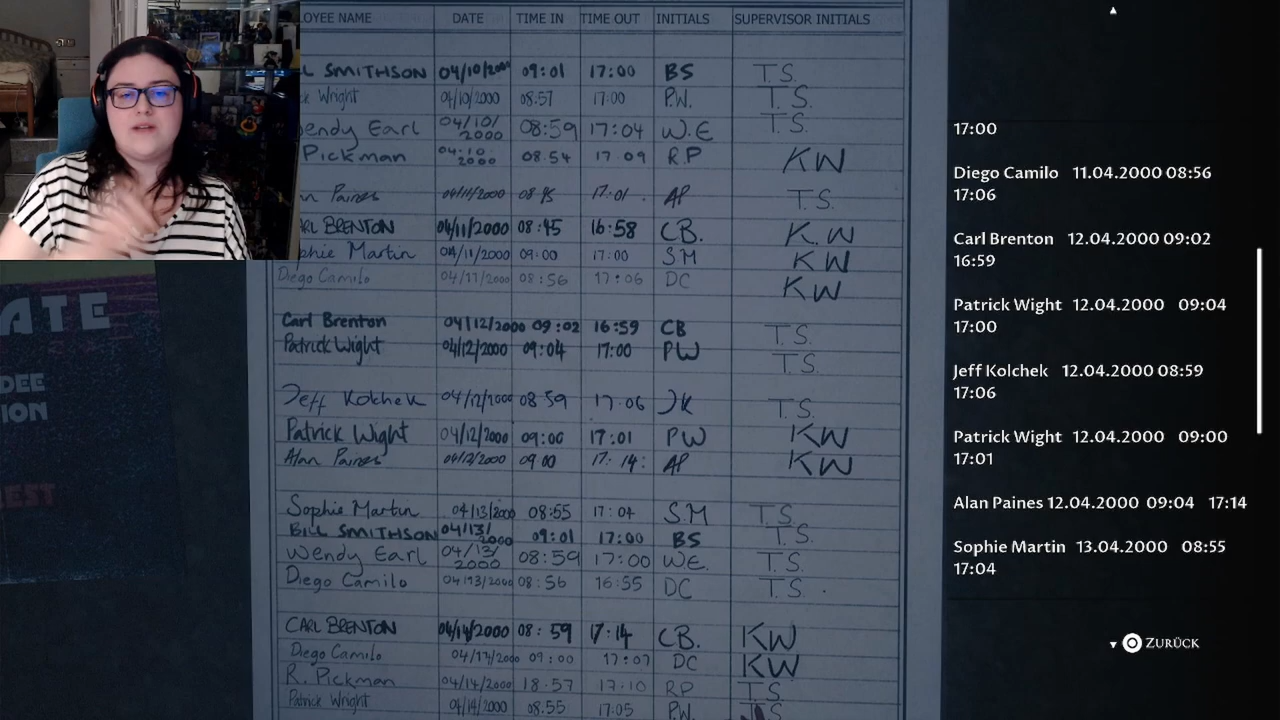 LOYEE NAME DATE TIME IN TIME OUT INITIALS SUPERVISOR INITIALS
L SMITHSON 04/10/2000 09:01 17:00 BS T.S.
k Wright 04/10/2000 08:57 17:00 P.W. T.S.
endy Earl 04/10/2000 08:59 17:04 W.E T.S.
Pickman 04.10.2000 08:54 17.09 RP KW
n Paines 04/11/2000 17:01 AP T.S.
RL BRENTON 04/11/2000 08:45 16:58 CB. K.W
phie Martin 04/11/2000 09:00 17:00 SM KW
Diego Camilo 04/11/2000 08:56 17:06 DC KW
Carl Brenton 04/12/2000 09:02 16:59 CB T.S.
Patrick Wight 04/12/2000 09:04 17:00 PW T.S.
Jeff Kolchek 04/12/2000 08 59 17.06 JK T.S.
Patrick Wight 04/12/2000 09:00 17:01 PW KW
Alan Paines 04/12/2000 09 00 17:14: AP KW
Sophie Martin 04/13/2000 08:55 17:04 S.M T.S.
BILL SMITHSON 04/13/2000 09:01 17:00 BS T.S.
Wendy Earl 04/13/2000 08:59 17:00 WE. T.S.
Diego Camilo 04/13/2000 08:56 16:55 DC T.S.
CARL BRENTON 04/14/2000 08:59 17:14 CB. KW
Diego Camilo 04/14/2000 09:00 17:07 DC KW
R. Pickman 04/14/2000 18:57 17:10 RP T.S.
Patrick Wright 04/14/2000 08.55 17:05 P.W. T.S
ATE
DEE
ION
EST
17:00
Diego Camilo 11.04.2000 08:56
17:06
Carl Brenton 12.04.2000 09:02
16:59
Patrick Wight 12.04.2000 09:04
17:00
Jeff Kolchek 12.04.2000 08:59
17:06
Patrick Wight 12.04.2000 09:00
17:01
Alan Paines 12.04.2000 09:04 17:14
Sophie Martin 13.04.2000 08:55
17:04
ZURÜCK